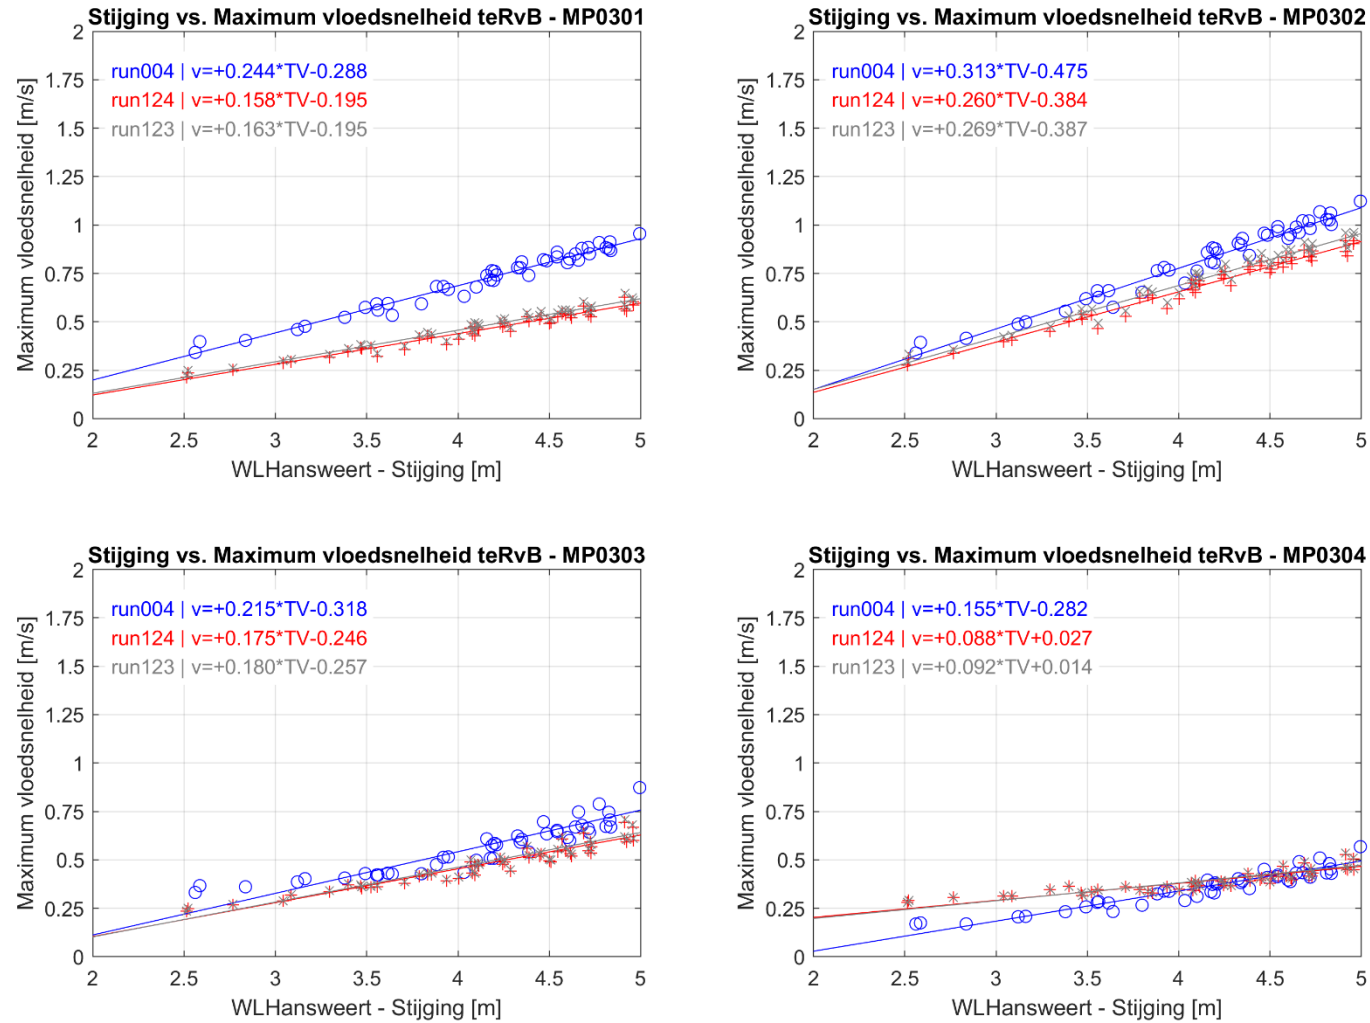 Stijging vs. Maximum vloedsnelheid teRvB - MP0301
run004 | v=+0.244*TV-0.288
run124 | v=+0.158*TV-0.195
run123 | v=+0.163*TV-0.195
Maximum vloedsnelheid [m/s]
2
1.75
1.5
1.25
1
0.75
0.5
0.25
0
2 2.5 3 3.5 4 4.5 5
WLHansweert - Stijging [m]
Stijging vs. Maximum vloedsnelheid teRvB - MP0302
run004 | v=+0.313*TV-0.475
run124 | v=+0.260*TV-0.384
run123 | v=+0.269*TV-0.387
Maximum vloedsnelheid [m/s]
2
1.75
1.5
1.25
1
0.75
0.5
0.25
0
2 2.5 3 3.5 4 4.5 5
WLHansweert - Stijging [m]
Stijging vs. Maximum vloedsnelheid teRvB - MP0303
run004 | v=+0.215*TV-0.318
run124 | v=+0.175*TV-0.246
run123 | v=+0.180*TV-0.257
Maximum vloedsnelheid [m/s]
2
1.75
1.5
1.25
1
0.75
0.5
0.25
0
2 2.5 3 3.5 4 4.5 5
WLHansweert - Stijging [m]
Stijging vs. Maximum vloedsnelheid teRvB - MP0304
run004 | v=+0.155*TV-0.282
run124 | v=+0.088*TV+0.027
run123 | v=+0.092*TV+0.014
Maximum vloedsnelheid [m/s]
2
1.75
1.5
1.25
1
0.75
0.5
0.25
0
2 2.5 3 3.5 4 4.5 5
WLHansweert - Stijging [m]